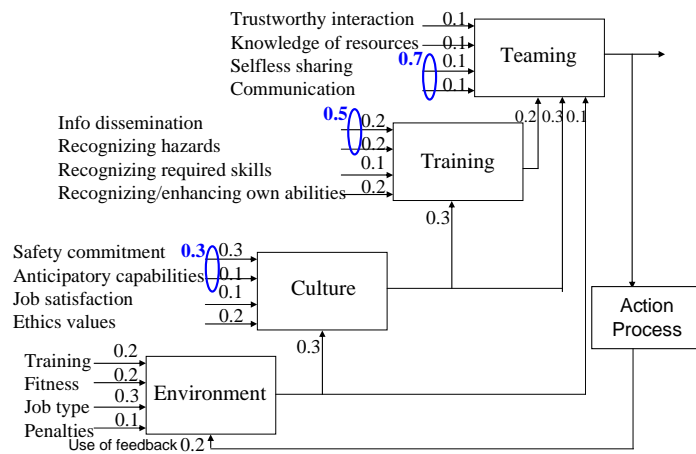 Trustworthy interaction 0.1
Knowledge of resources 0.1
Selfless sharing 0.7 0.1
Communication 0.1
Teaming
0.2 0.3 0.1
Info dissemination 0.5 0.2
Recognizing hazards 0.2
Recognizing required skills 0.1
Recognizing/enhancing own abilities 0.2
Training
0.3
Safety commitment 0.3 0.3
Anticipatory capabilities 0.1
Job satisfaction 0.1
Ethics values 0.2
Culture
0.3
Action
Process
Training 0.2
Fitness 0.2
Job type 0.3
Penalties 0.1
Environment
Use of feedback 0.2